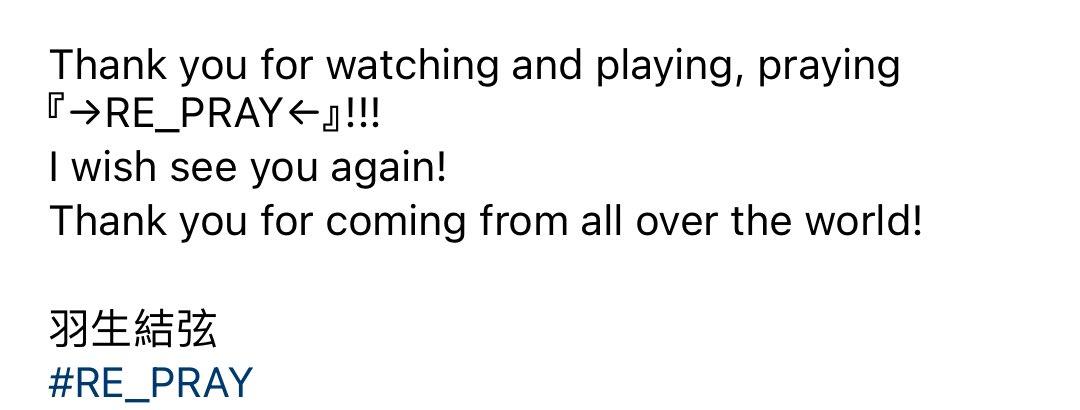 Thank you for watching and playing, praying
『→RE_PRAY←』!!!
I wish see you again!
Thank you for coming from all over the world!
羽生結弦
#RE_PRAY